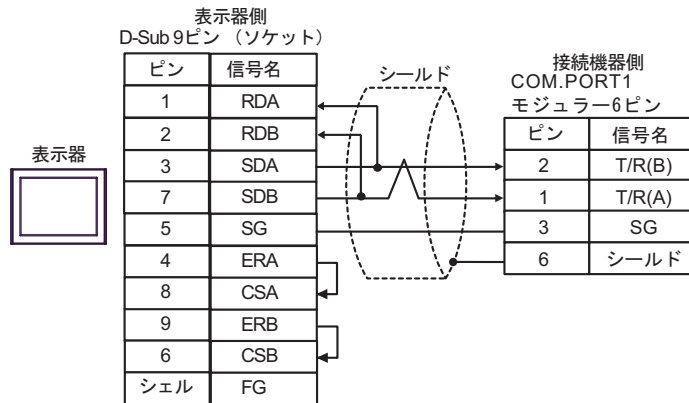 表示器側
D-Sub 9ピン （ソケット）
ピン 信号名
1 RDA
2 RDB
3 SDA
7 SDB
5 SG
4 ERA
8 CSA
9 ERB
6 CSB
シェル FG
表示器
シールド
接続機器側
COM.PORT1
モジュラー6ピン
ピン 信号名
2 T/R(B)
1 T/R(A)
3 SG
6 シールド